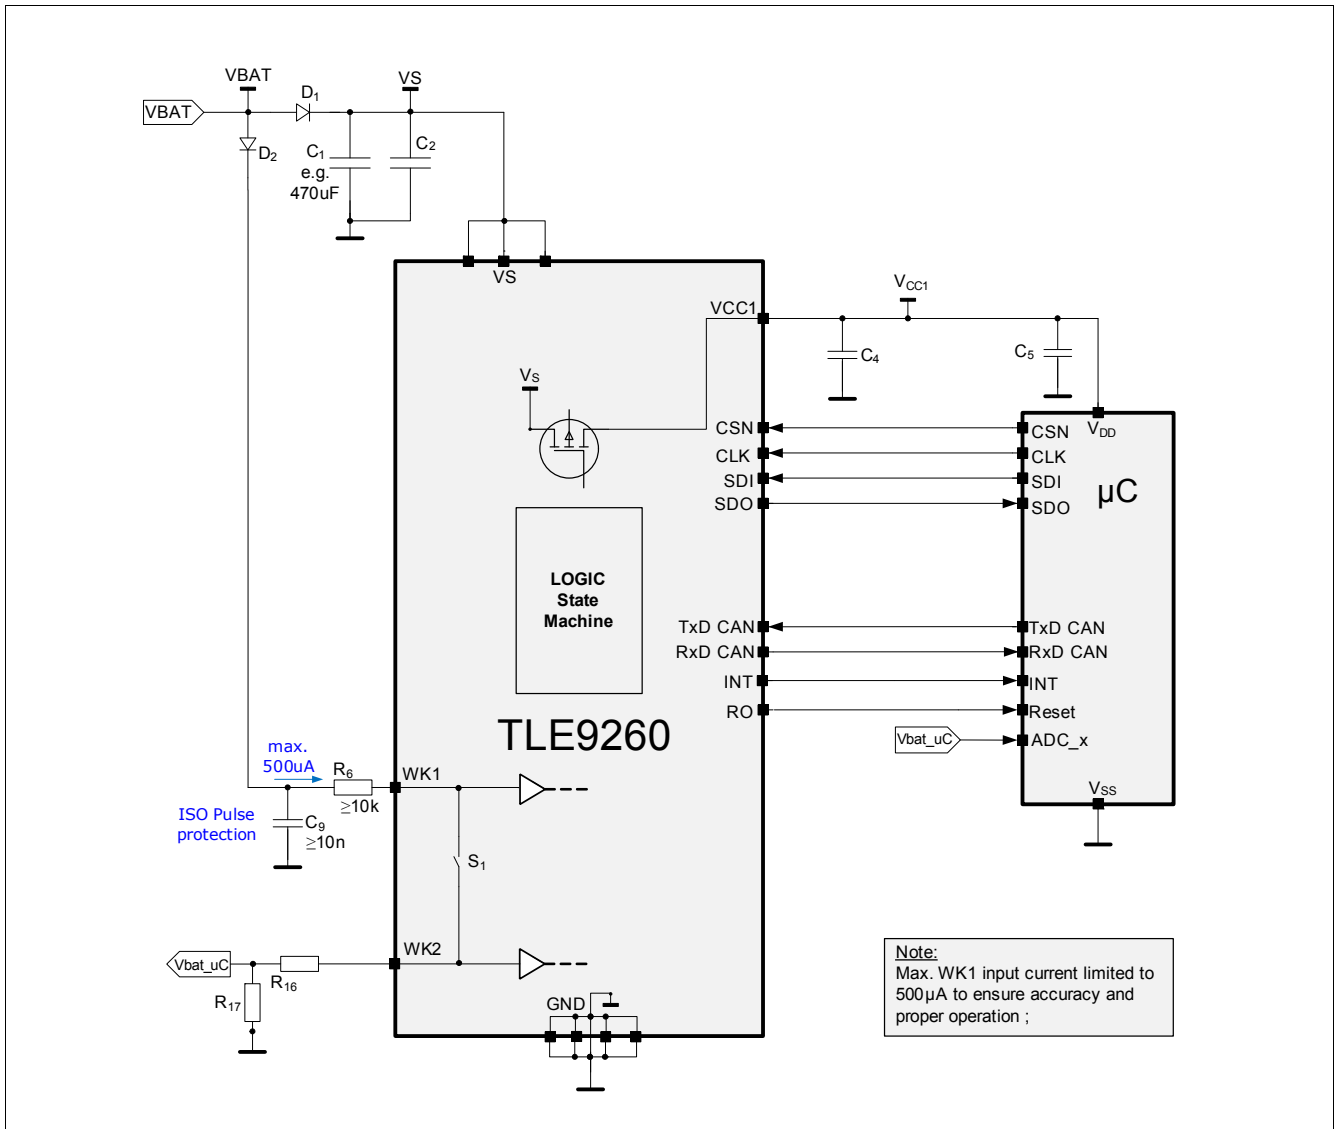 VBAT
VS
VBAT
D1
D2
C1
e.g.
470uF
C2
VS
VCC1
VCC1
C4
C5
VS
CSN
CLK
SDI
SDO
CSN
VDD
CLK
SDI
SDO
µC
LOGIC
State
Machine
TxD CAN
RxD CAN
INT
RO
TxD CAN
RxD CAN
INT
Reset
Vbat_uC
ADC_x
VSS
TLE9260
max.
500uA
R6
≥10k
WK1
ISO Pulse
protection
C9
≥10n
S1
WK2
Vbat_uC
R16
R17
GND
Note:
Max. WK1 input current limited to
500µA to ensure accuracy and
proper operation ;